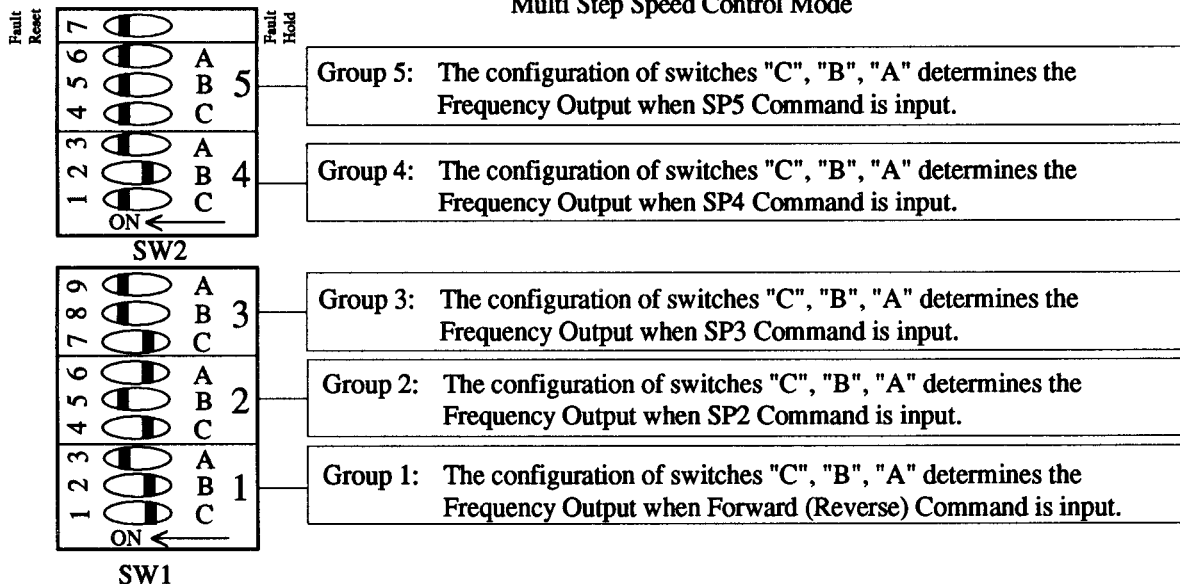 Multi Step Speed Control Mode
Fault
Reset
Fault
Hold
7
6 A
5 B 5
4 C
Group 5: The configuration of switches "C", "B", "A" determines the
Frequency Output when SP5 Command is input.
3 A
2 B 4
1 C
Group 4: The configuration of switches "C", "B", "A" determines the
Frequency Output when SP4 Command is input.
ON
SW2
9 A
8 B 3
7 C
Group 3: The configuration of switches "C", "B", "A" determines the
Frequency Output when SP3 Command is input.
6 A
5 B 2
4 C
Group 2: The configuration of switches "C", "B", "A" determines the
Frequency Output when SP2 Command is input.
3 A
2 B 1
1 C
Group 1: The configuration of switches "C", "B", "A" determines the
Frequency Output when Forward (Reverse) Command is input.
ON
SW1